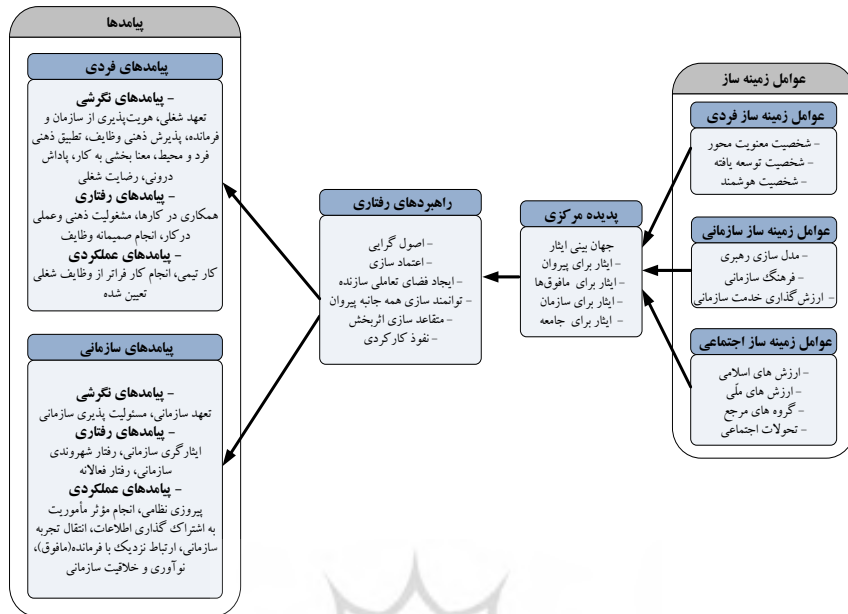 عوامل زمینه ساز
عوامل زمینه ساز فردی
– شخصیت معنویت محور
– شخصیت توسعه یافته
– شخصیت هوشمند
عوامل زمینه ساز سازمانی
– مدل سازی رهبری
– فرهنگ سازمانی
– ارزش گذاری خدمت سازمانی
عوامل زمینه ساز اجتماعی
– ارزش های اسلامی
– ارزش های ملّی
– گروه های مرجع
– تحولات اجتماعی
پدیده مرکزی
جهان بینی ایثار
– ایثار برای پیروان
– ایثار برای مافوق‌ها
– ایثار برای سازمان
– ایثار برای جامعه
راهبردهای رفتاری
– اصول گرایی
– اعتماد سازی
– ایجاد فضای تعاملی سازنده
– توانمند سازی همه جانبه پیروان
– متقاعد سازی اثربخش
– نفوذ کارکردی
پیامدها
پیامدهای فردی
– پیامدهای نگرشی
تعهد شغلی، هویت‌پذیری از سازمان و
فرمانده، پذیرش ذهنی وظایف، تطبیق ذهنی
فرد و محیط، معنا بخشی به کار، پاداش
درونی، رضایت شغلی
– پیامدهای رفتاری
همکاری در کارها، مشغولیت ذهنی وعملی
درکار، انجام صمیمانه وظایف
– پیامدهای عملکردی
کار تیمی، انجام کار فراتر از وظایف شغلی
تعیین شده
پیامدهای سازمانی
– پیامدهای نگرشی
تعهد سازمانی، مسئولیت پذیری سازمانی
– پیامدهای رفتاری
ایثارگری سازمانی، رفتار شهروندی
سازمانی، رفتار فعالانه
– پیامدهای عملکردی
پیروزی نظامی، انجام مؤثر مأموریت
به اشتراک گذاری اطلاعات، انتقال تجربه
سازمانی، ارتباط نزدیک با فرمانده(مافوق)،
نوآوری و خلاقیت سازمانی